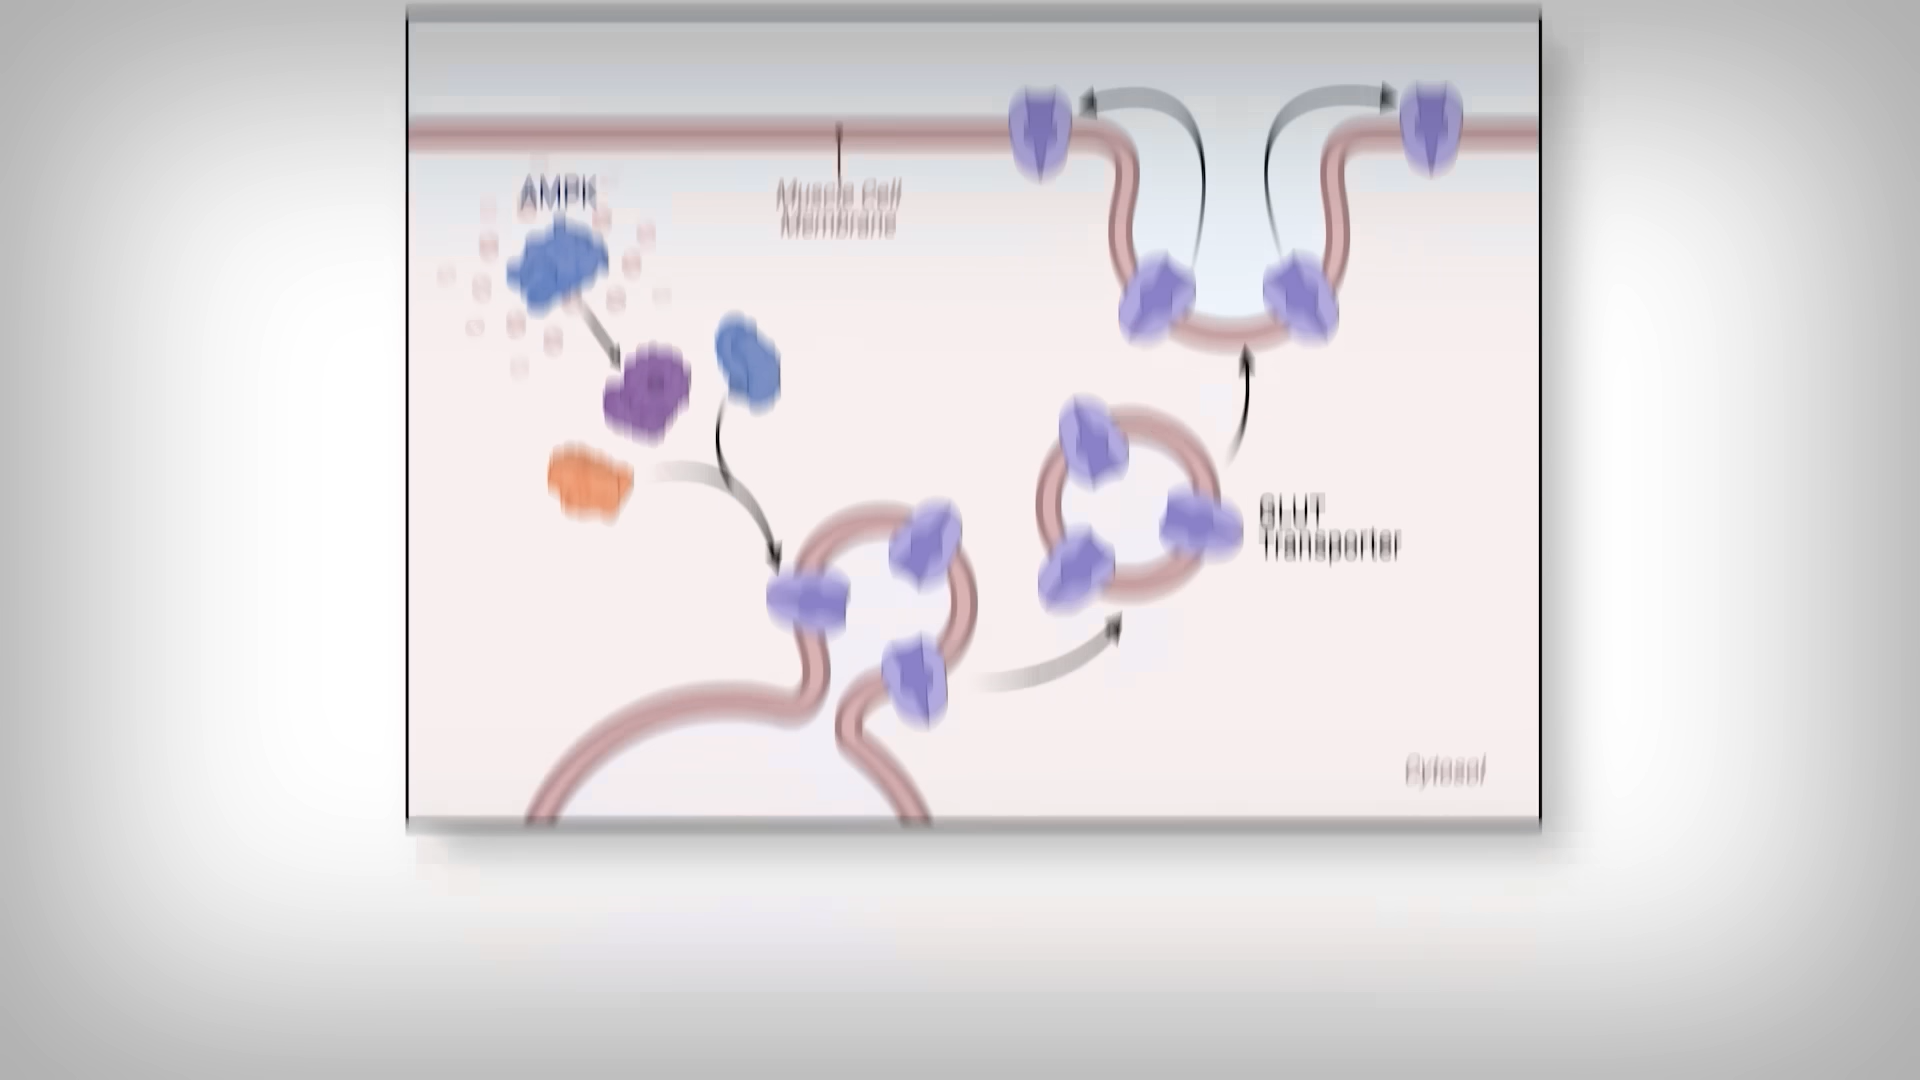 AMPK
Muscle Cell
Membrane
GLUT
Transporter
Cytosol